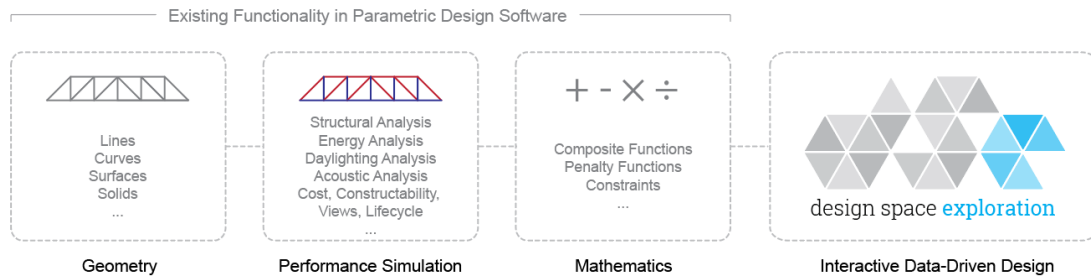 Existing Functionality in Parametric Design Software
Lines
Curves
Surfaces
Solids
...
Structural Analysis
Energy Analysis
Daylighting Analysis
Acoustic Analysis
Cost, Constructability,
Views, Lifecycle
...
+ - × ÷
Composite Functions
Penalty Functions
Constraints
...
design space exploration
Geometry
Performance Simulation
Mathematics
Interactive Data-Driven Design